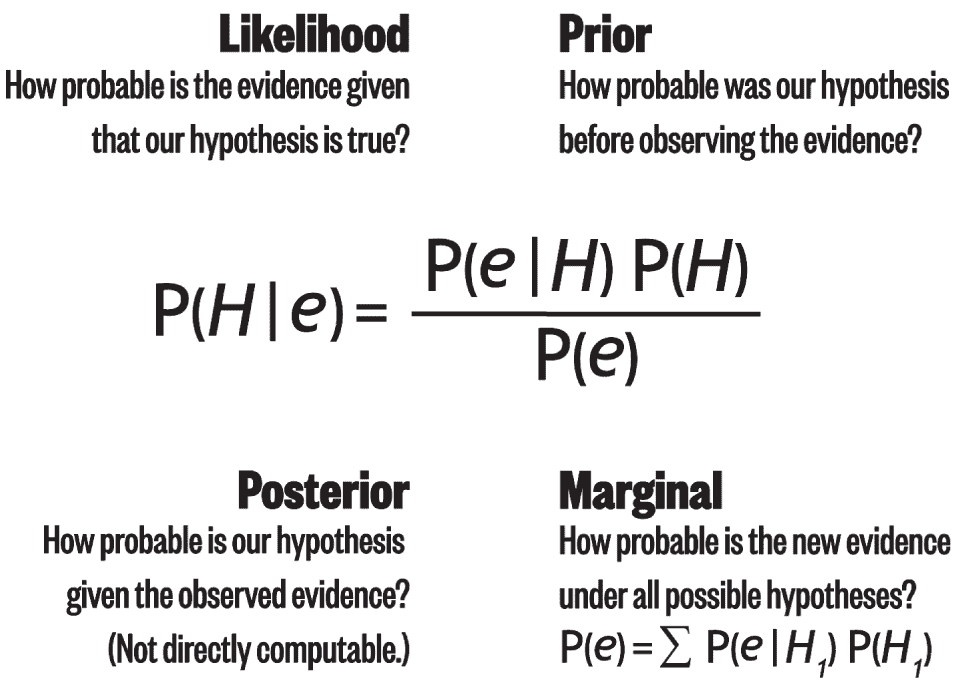 Likelihood
How probable is the evidence given
that our hypothesis is true?
Prior
How probable was our hypothesis
before observing the evidence?
P(H|e) = P(e|H) P(H)
P(e)
Posterior
How probable is our hypothesis
given the observed evidence?
(Not directly computable.)
Marginal
How probable is the new evidence
under all possible hypotheses?
P(e) = ∑ P(e|H₁) P(H₁)